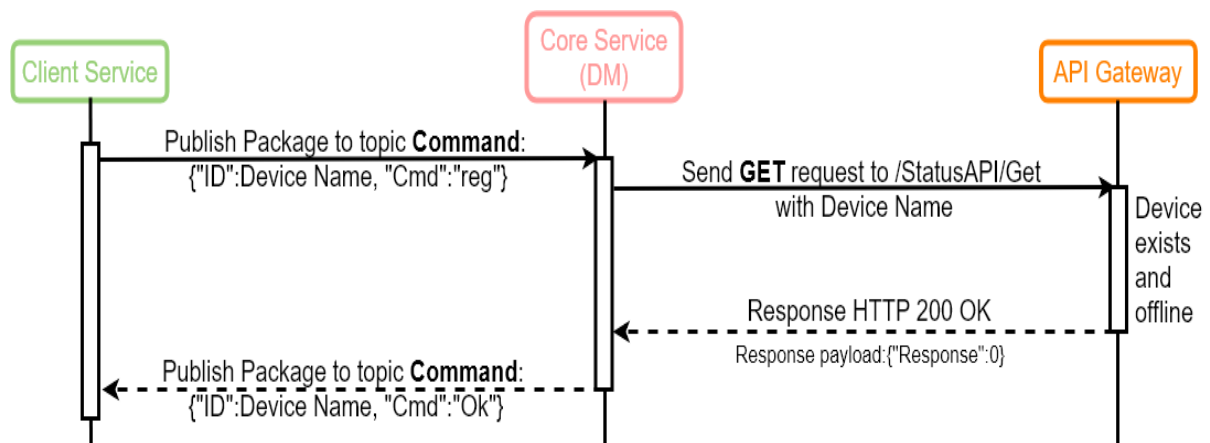 Client Service
Core Service
(DM)
API Gateway
Publish Package to topic Command:
{"ID":Device Name, "Cmd":"reg"}
Send GET request to /StatusAPI/Get
with Device Name
Device
exists
and
offline
Response HTTP 200 OK
Response payload:{"Response":0}
Publish Package to topic Command:
{"ID":Device Name, "Cmd":"Ok"}